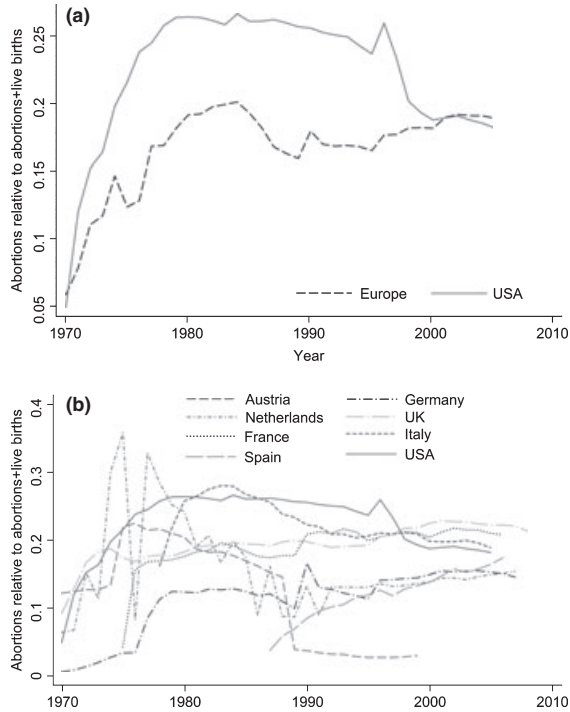 (a)
Abortions relative to abortions+live births
0.25
0.2
0.15
0.1
0.05
Europe
USA
1970
1980
1990
2000
2010
Year
(b)
Abortions relative to abortions+live births
0.4
0.3
0.2
0.1
0
Austria
Netherlands
France
Spain
Germany
UK
Italy
USA
1970
1980
1990
2000
2010